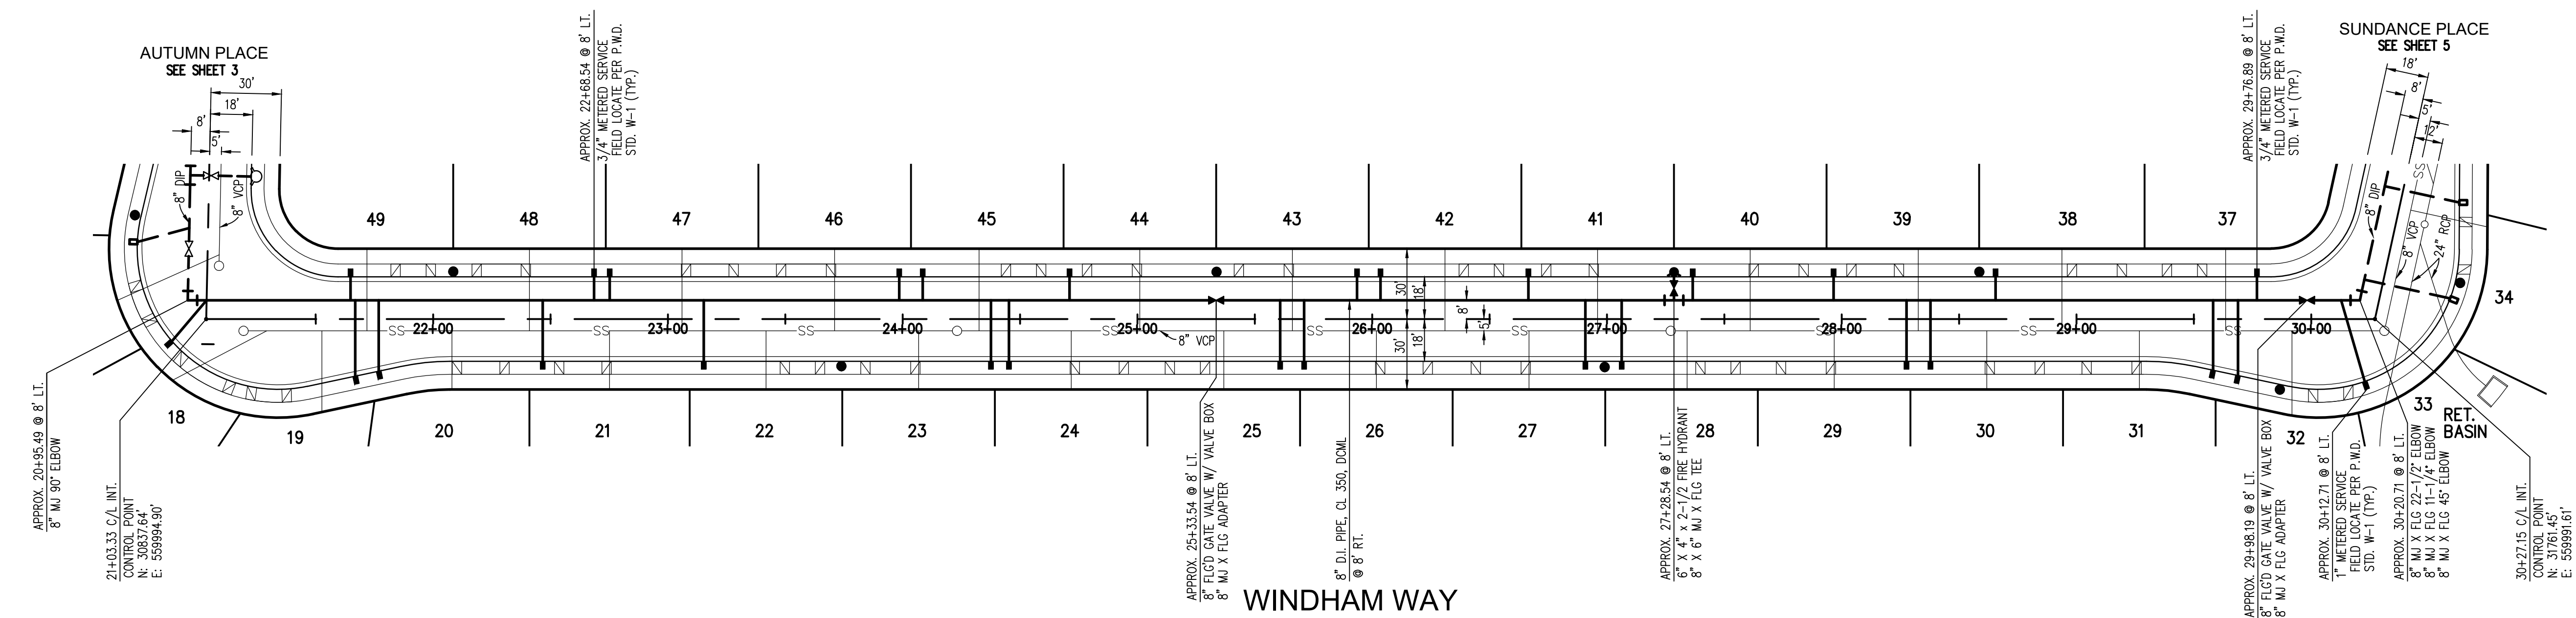 AUTUMN PLACE
SEE SHEET 3
30'
18'
8'
5'
8" DIP
8" VCP
APPROX. 22+68.54 @ 8' LT.
3/4" METERED SERVICE
FIELD LOCATE PER P.W.D.
STD. W-1 (TYP.)
APPROX. 29+76.89 @ 8' LT.
3/4" METERED SERVICE
FIELD LOCATE PER P.W.D.
STD. W-1 (TYP.)
SUNDANCE PLACE
SEE SHEET 5
18'
8'
5'
12'
SS
8" DIP
8" VCP
24" RCP
49 48 47 46 45 44 43 42 41 40 39 38 37
34
30' 18'
8'
5'
SS 22+00 SS 23+00 SS 24+00 SS 25+00 SS 26+00 SS 27+00 SS 28+00 SS 29+00 SS 30+00
8" VCP
30' 18'
18 19 20 21 22 23 24 25 26 27 28 29 30 31 32 33
RET.
BASIN
APPROX. 20+95.49 @ 8' LT.
8" MJ 90° ELBOW
21+03.33 C/L INT.
CONTROL POINT
N: 30837.64'
E: 559994.90'
APPROX. 25+33.54 @ 8' LT.
8" FLG'D GATE VALVE W/ VALVE BOX
8" MJ X FLG ADAPTER
8" D.I. PIPE, CL 350, DCML
@ 8' RT.
APPROX. 27+28.54 @ 8' LT.
6" X 4" x 2-1/2 FIRE HYDRANT
8" X 6" MJ X FLG TEE
APPROX. 29+98.19 @ 8' LT.
8" FLG'D GATE VALVE W/ VALVE BOX
8" MJ X FLG ADAPTER
APPROX. 30+12.71 @ 8' LT.
1" METERED SERVICE
FIELD LOCATE PER P.W.D.
STD. W-1 (TYP.)
APPROX. 30+20.71 @ 8' LT.
8" MJ X FLG 22-1/2° ELBOW
8" MJ X FLG 11-1/4° ELBOW
8" MJ X FLG 45° ELBOW
30+27.15 C/L INT.
CONTROL POINT
N: 31761.45'
E: 559991.61'
WINDHAM WAY